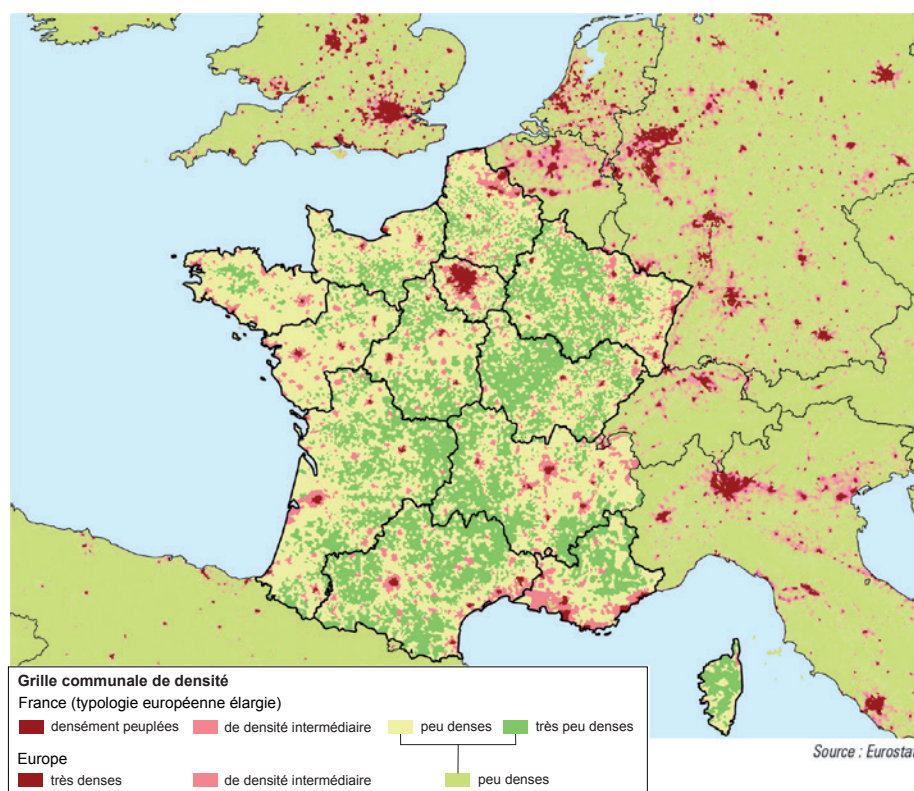 Grille communale de densité
France (typologie européenne élargie)
densément peuplées de densité intermédiaire peu denses très peu denses
Europe
très denses de densité intermédiaire peu denses
Source : Eurostat